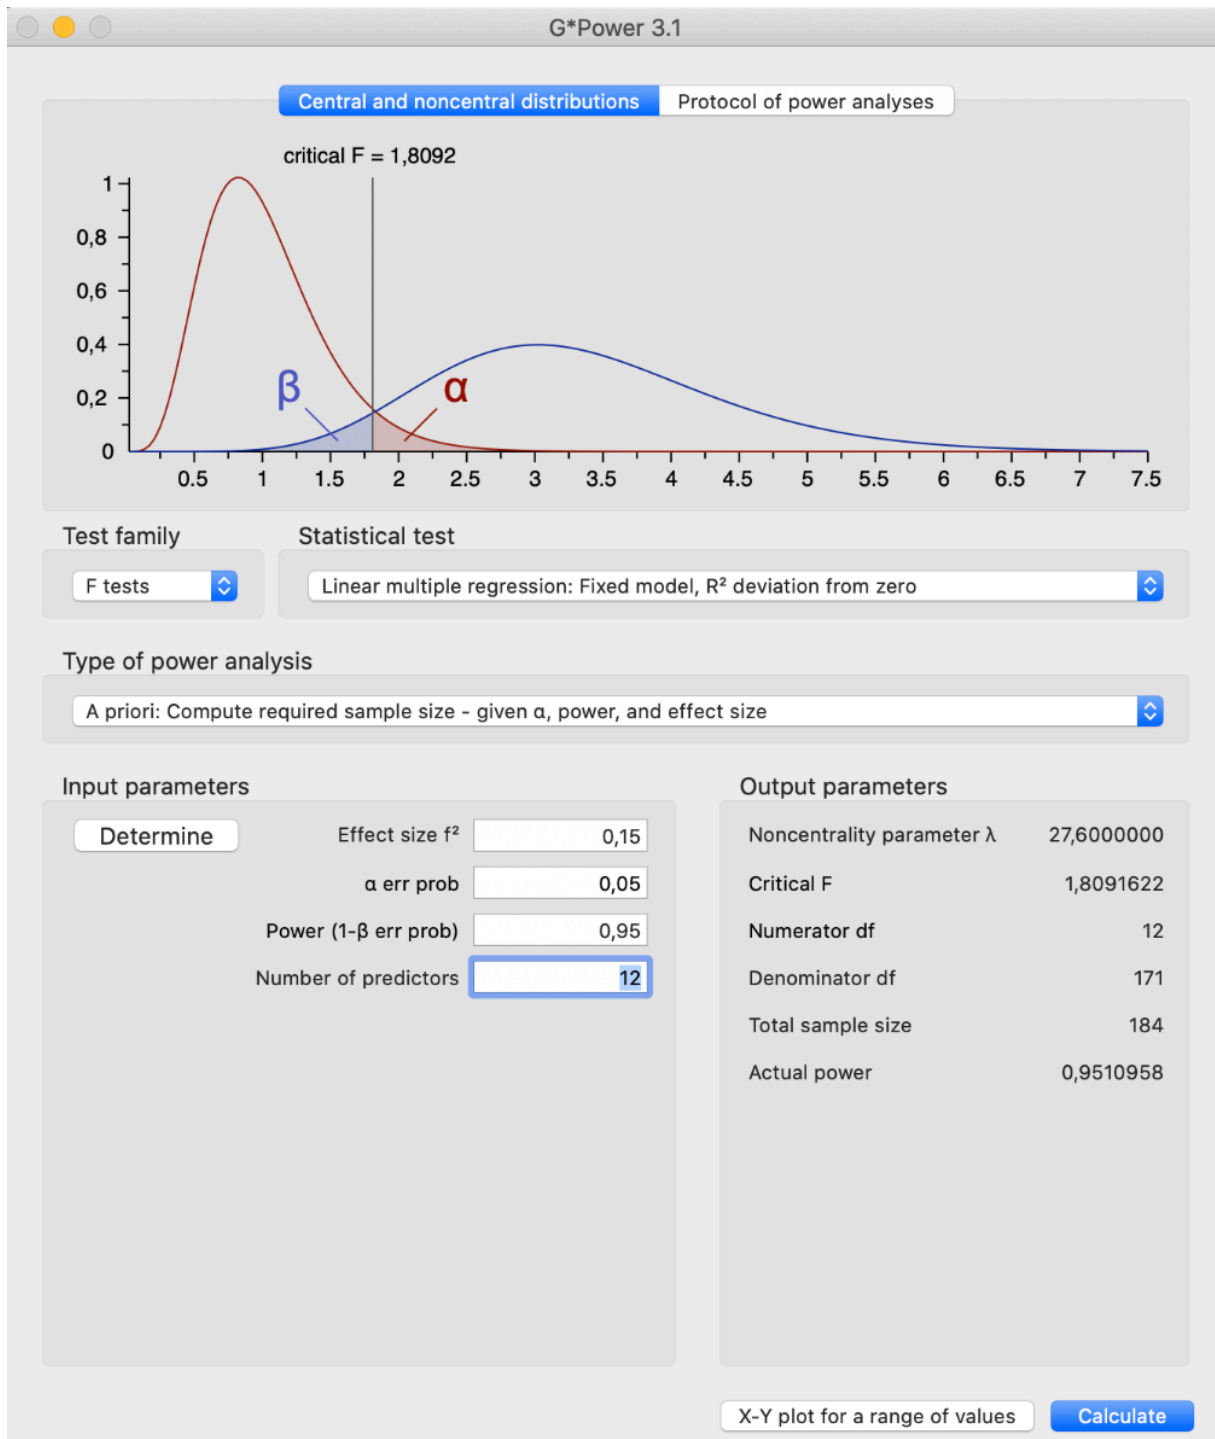 G*Power 3.1
Central and noncentral distributions Protocol of power analyses
critical F = 1,8092
1
0,8
0,6
0,4
0,2
0
β
α
0.5 1 1.5 2 2.5 3 3.5 4 4.5 5 5.5 6 6.5 7 7.5
Test family Statistical test
F tests Linear multiple regression: Fixed model, R² deviation from zero
Type of power analysis
A priori: Compute required sample size - given α, power, and effect size
Input parameters
Determine Effect size f² 0,15
α err prob 0,05
Power (1-β err prob) 0,95
Number of predictors 12
Output parameters
Noncentrality parameter λ 27,6000000
Critical F 1,8091622
Numerator df 12
Denominator df 171
Total sample size 184
Actual power 0,9510958
X-Y plot for a range of values Calculate